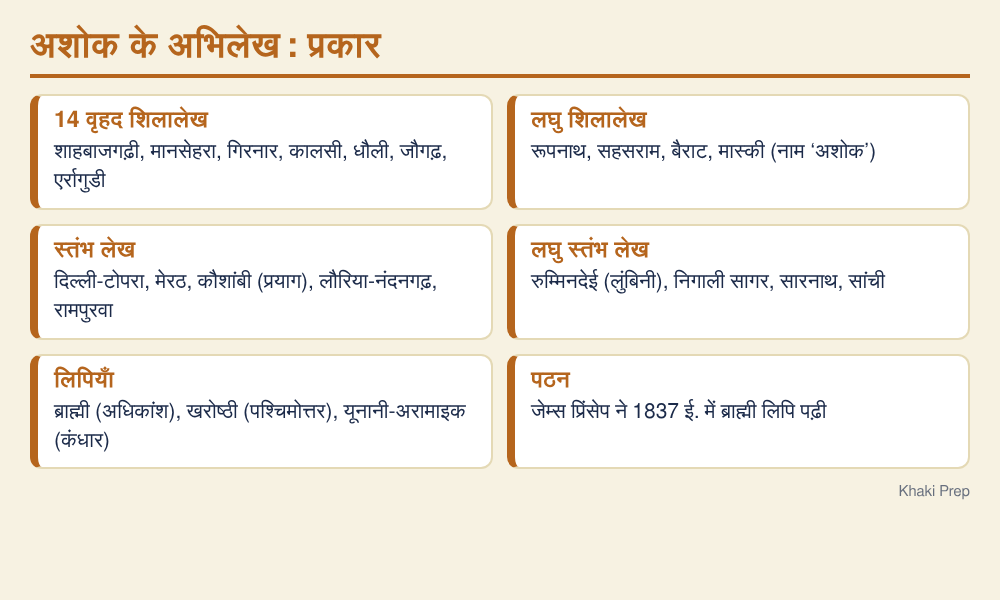 अशोक के अभिलेख : प्रकार
14 वृहद शिलालेख
शाहबाजगढ़ी, मानसेहरा, गिरनार, कालसी, धौली, जौगढ़,
एर्रागुडी
लघु शिलालेख
रूपनाथ, सहसराम, बैराट, मास्की (नाम ‘अशोक’)
स्तंभ लेख
दिल्ली-टोपरा, मेरठ, कौशांबी (प्रयाग), लौरिया-नंदनगढ़,
रामपुरवा
लघु स्तंभ लेख
रुम्मिनदेई (लुंबिनी), निगाली सागर, सारनाथ, सांची
लिपियाँ
ब्राह्मी (अधिकांश), खरोष्ठी (पश्चिमोत्तर), यूनानी-अरामाइक
(कंधार)
पठन
जेम्स प्रिंसेप ने 1837 ई. में ब्राह्मी लिपि पढ़ी
Khaki Prep